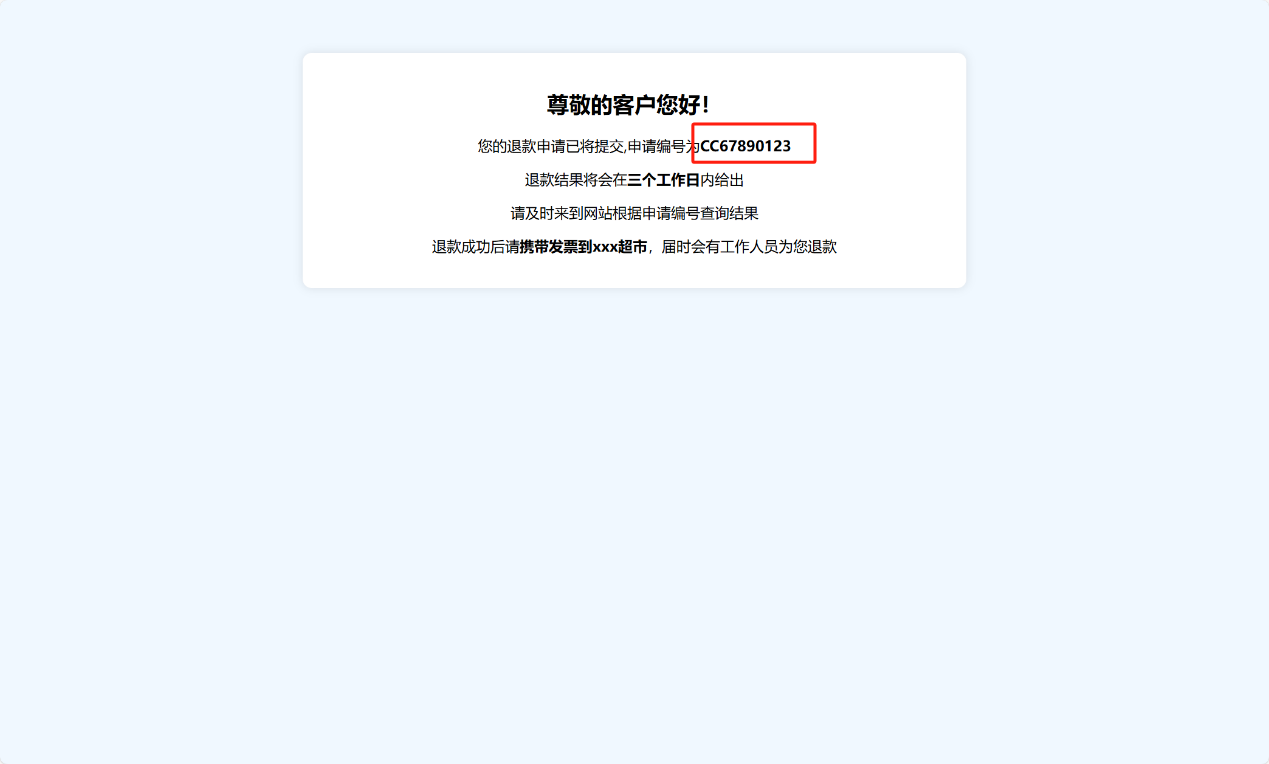 尊敬的客户您好！
您的退款申请已将提交,申请编号为CC67890123
退款结果将会在三个工作日内给出
请及时来到网站根据申请编号查询结果
退款成功后请携带发票到xxx超市，届时会有工作人员为您退款